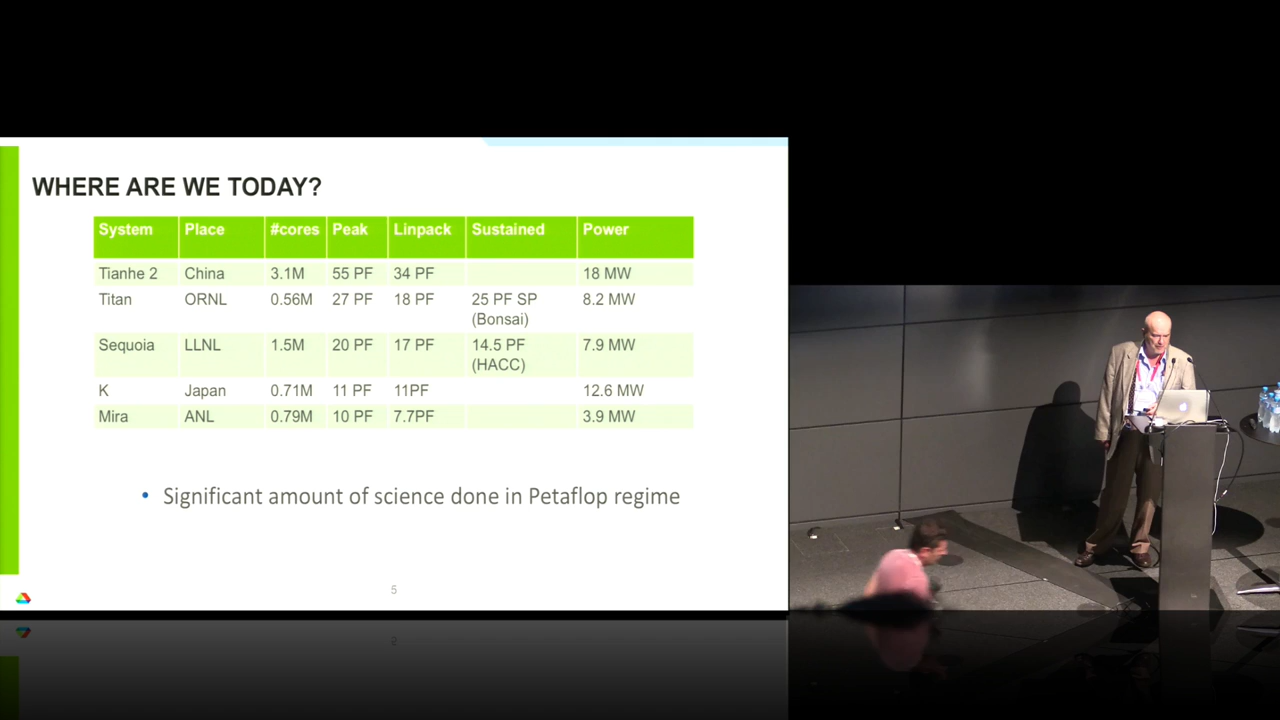 WHERE ARE WE TODAY?
System Place #cores Peak Linpack Sustained Power
Tianhe 2 China 3.1M 55 PF 34 PF 18 MW
Titan ORNL 0.56M 27 PF 18 PF 25 PF SP 8.2 MW
(Bonsai)
Sequoia LLNL 1.5M 20 PF 17 PF 14.5 PF 7.9 MW
(HACC)
K Japan 0.71M 11 PF 11PF 12.6 MW
Mira ANL 0.79M 10 PF 7.7PF 3.9 MW
• Significant amount of science done in Petaflop regime
5